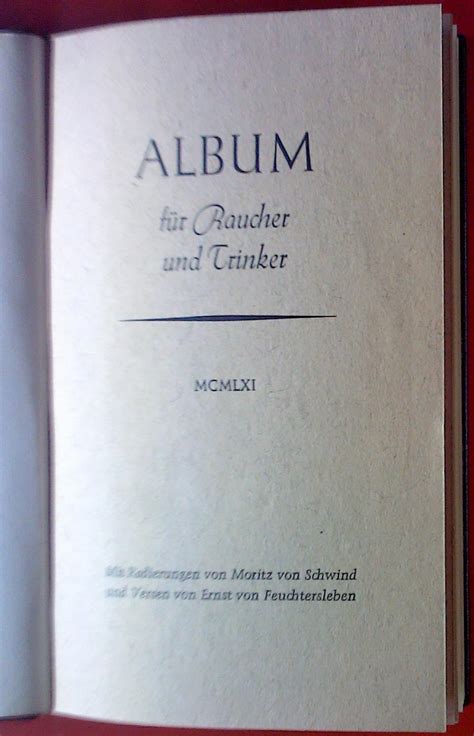 ALBUM
für Raucher
und Trinker
MCMLXI
Mit Radierungen von Moritz von Schwind
und Versen von Ernst von Feuchtersleben